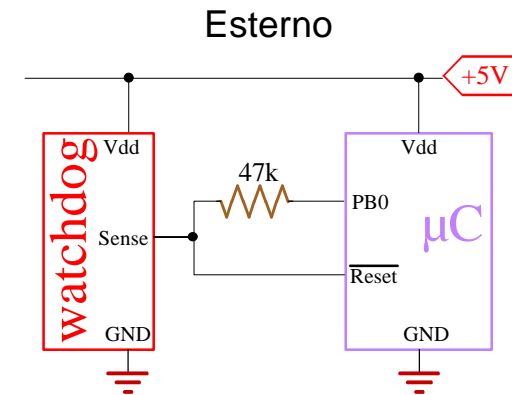 Esterno
+5V
watchdog
Vdd
Sense
GND
47k
Vdd
PB0
Reset
GND
μC